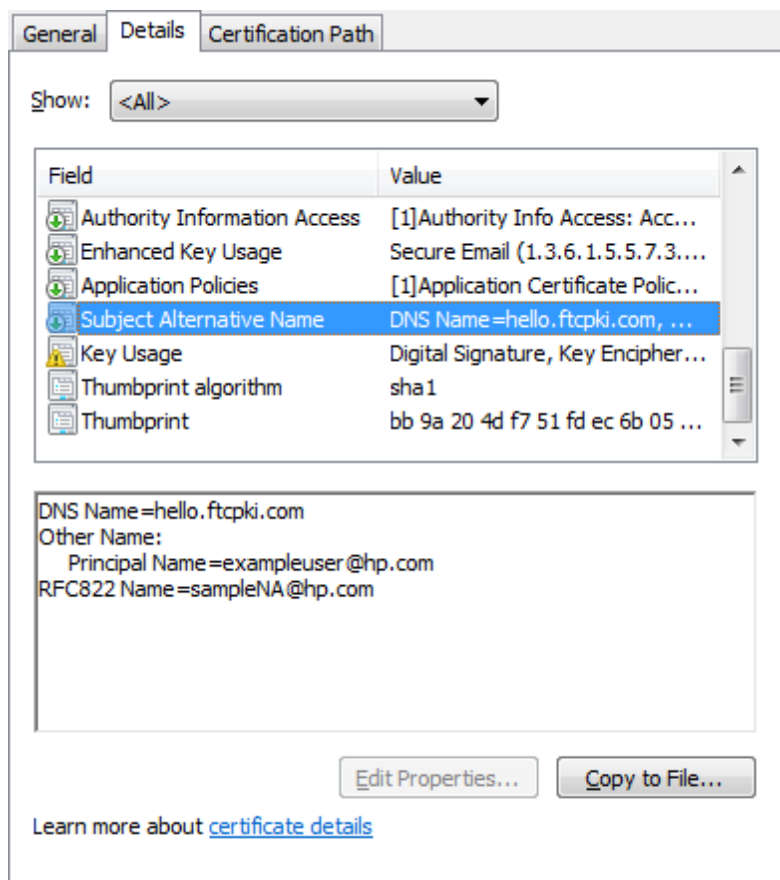 General Details Certification Path
Show: <All>
Field Value
Authority Information Access [1]Authority Info Access: Acc...
Enhanced Key Usage Secure Email (1.3.6.1.5.5.7.3....
Application Policies [1]Application Certificate Polic...
Subject Alternative Name DNS Name=hello.ftcpki.com, ...
Key Usage Digital Signature, Key Encipher...
Thumbprint algorithm sha1
Thumbprint bb 9a 20 4d f7 51 fd ec 6b 05 ...
DNS Name=hello.ftcpki.com
Other Name:
Principal Name=exampleuser@hp.com
RFC822 Name=sampleNA@hp.com
Edit Properties... Copy to File...
Learn more about certificate details